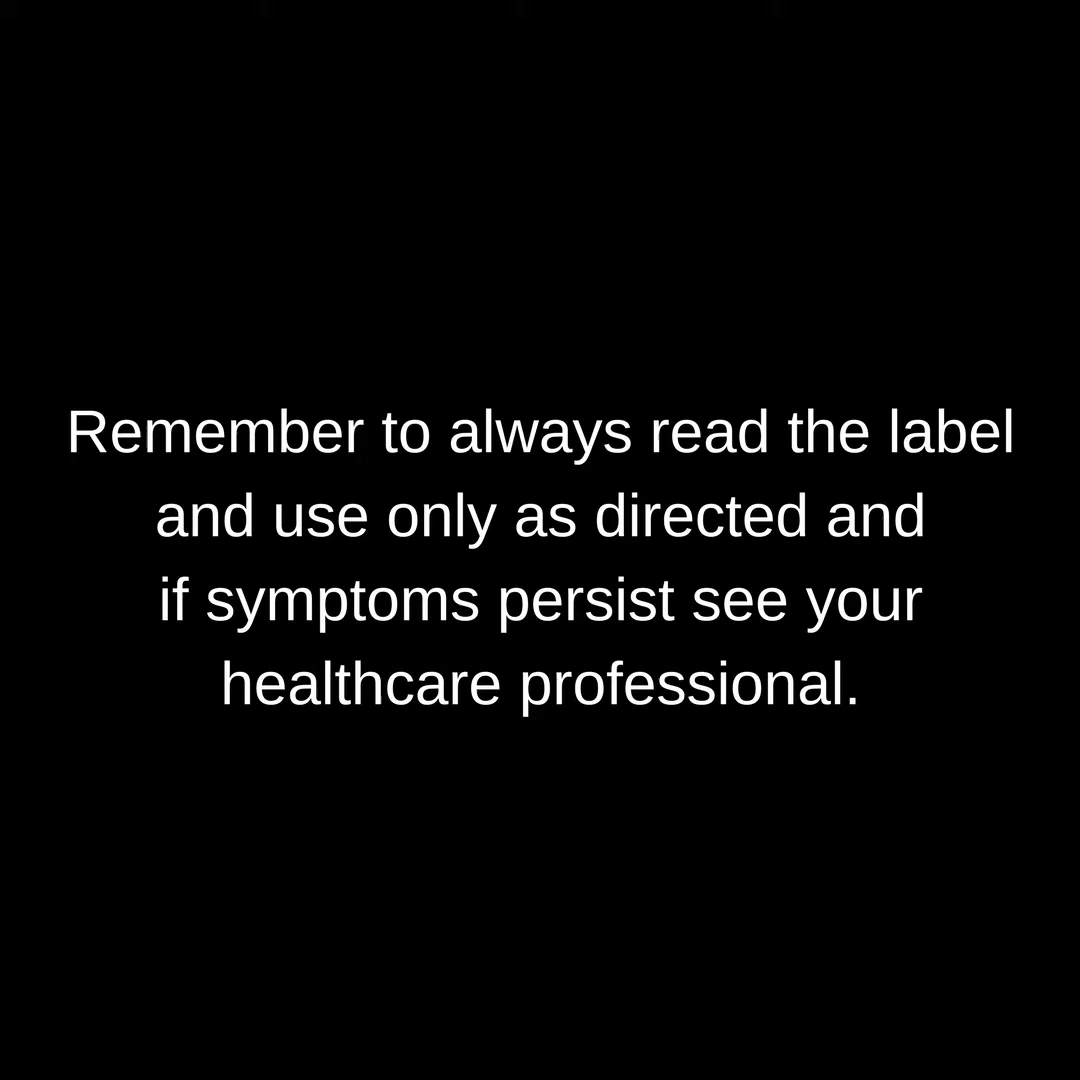 Remember to always read the label
and use only as directed and
if symptoms persist see your
healthcare professional.